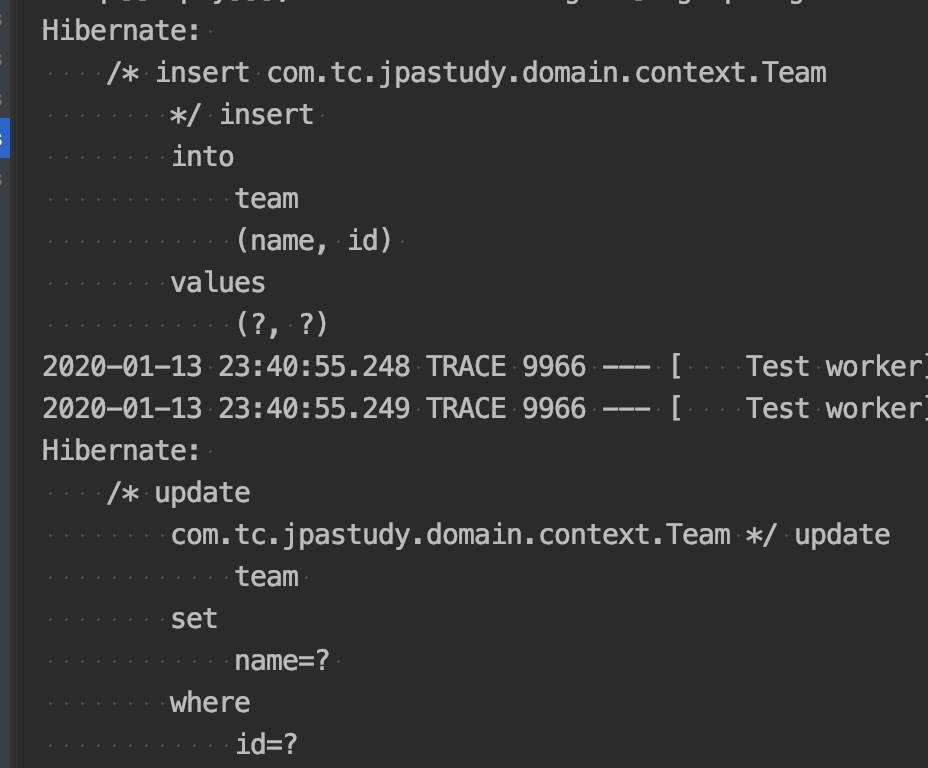 Hibernate:
/* insert com.tc.jpastudy.domain.context.Team
*/ insert
into
team
(name, id)
values
(?, ?)
2020-01-13 23:40:55.248 TRACE 9966 --- [ Test worker]
2020-01-13 23:40:55.249 TRACE 9966 --- [ Test worker]
Hibernate:
/* update
com.tc.jpastudy.domain.context.Team */ update
team
set
name=?
where
id=?